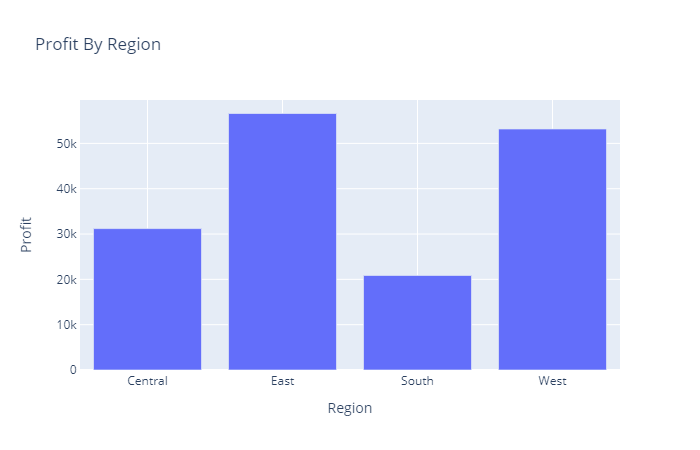 Profit By Region
Profit
50k
40k
30k
20k
10k
0
Central East South West
Region